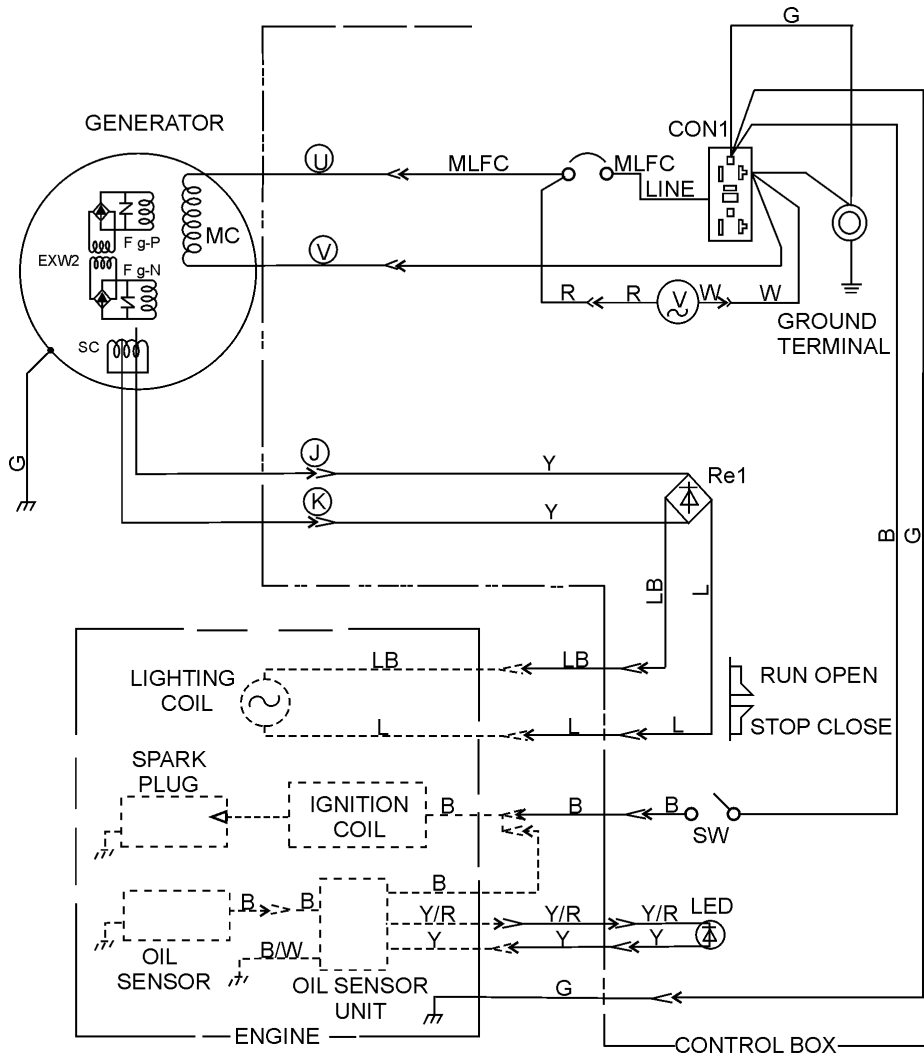 G
GENERATOR
CON1
U
MLFC
MLFC
LINE
MC
F g-P
EXW2
F g-N
V
R
R
V
W
W
GROUND
TERMINAL
SC
G
J
Y
Re1
K
Y
B
G
LB
L
LIGHTING
COIL
LB
LB
RUN OPEN
L
L
L
STOP CLOSE
SPARK
PLUG
IGNITION
COIL
B
B
B
SW
B
B
B
Y/R
Y/R
Y/R
LED
Y
Y
Y
B/W
OIL
SENSOR
OIL SENSOR
UNIT
G
ENGINE
CONTROL BOX